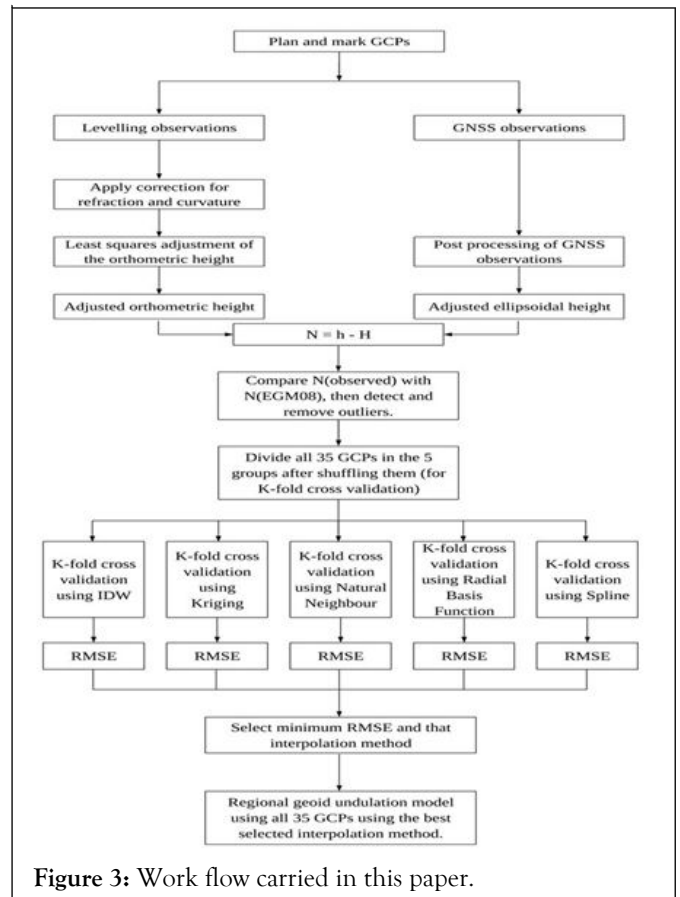 Plan and mark GCPs
Levelling observations
GNSS observations
Apply correction for
refraction and curvature
Least squares adjustment of
the orthometric height
Post processing of GNSS
observations
Adjusted orthometric height
Adjusted ellipsoidal height
N = h - H
Compare N(observed) with
N(EGM08), then detect and
remove outliers.
Divide all 35 GCPs in the 5
groups after shuffling them (for
K-fold cross validation)
K-fold cross
validation
using IDW
K-fold cross
validation
using
Kriging
K-fold cross
validation
using Natural
Neighbour
K-fold cross
validation
using Radial
Basis
Function
K-fold cross
validation
using Spline
RMSE
RMSE
RMSE
RMSE
RMSE
Select minimum RMSE and that
interpolation method
Regional geoid undulation model
using all 35 GCPs using the best
selected interpolation method.
Figure 3: Work flow carried in this paper.